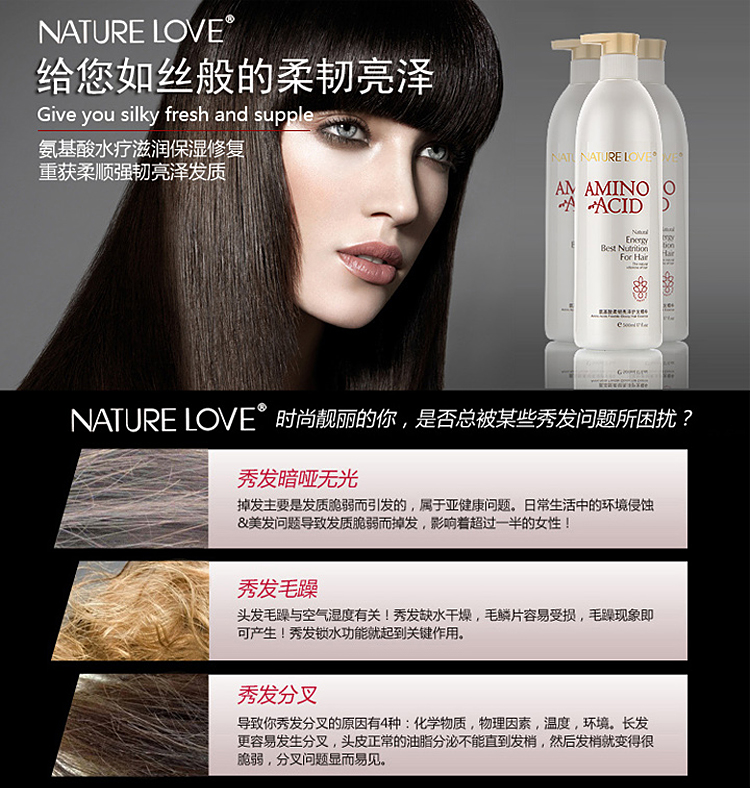 NATURE LOVE®
给您如丝般的柔韧亮泽
Give you silky fresh and supple
氨基酸水疗滋润保湿修复
重获柔顺强韧亮泽发质
NATURE LOVE®
AMINO
ACID
Natural
Energy
Best Nutrition
For Hair
NATURE LOVE® 时尚靓丽的你，是否总被某些秀发问题所困扰？
秀发暗哑无光
掉发主要是发质脆弱而引发的，属于亚健康问题。日常生活中的环境侵蚀
&美发问题导致发质脆弱而掉发，影响着超过一半的女性！
秀发毛躁
头发毛躁与空气湿度有关！秀发缺水干燥，毛鳞片容易受损，毛躁现象即
可产生！秀发锁水功能就起到关键作用。
秀发分叉
导致你秀发分叉的原因有4种：化学物质，物理因素，温度，环境。长发
更容易发生分叉，头皮正常的油脂分泌不能直到发梢，然后发梢就变得很
脆弱，分叉问题显而易见。